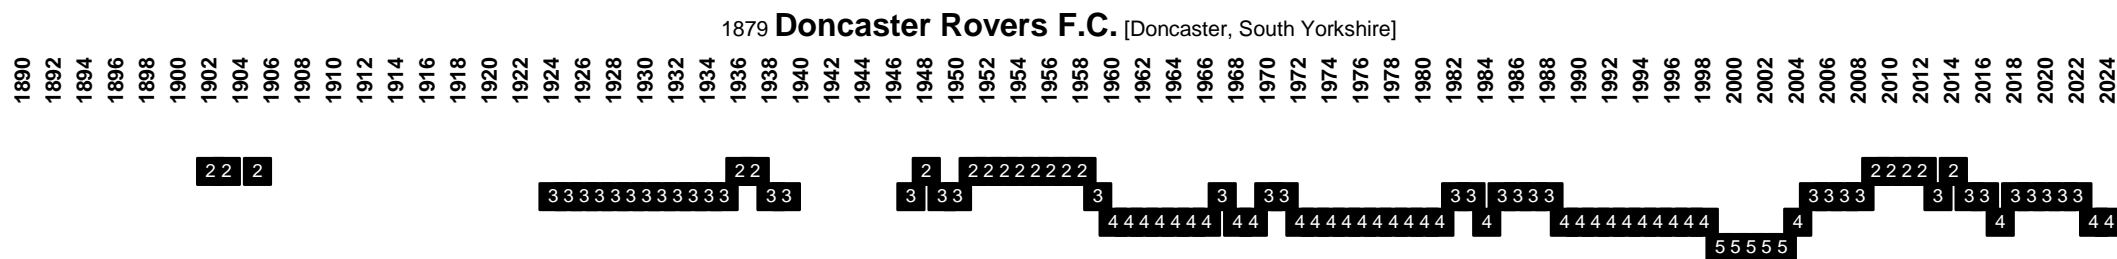 1879 Doncaster Rovers F.C. [Doncaster, South Yorkshire]
1890 1892 1894 1896 1898 1900 1902 1904 1906 1908 1910 1912 1914 1916 1918 1920 1922 1924 1926 1928 1930 1932 1934 1936 1938 1940 1942 1944 1946 1948 1950 1952 1954 1956 1958 1960 1962 1964 1966 1968 1970 1972 1974 1976 1978 1980 1982 1984 1986 1988 1990 1992 1994 1996 1998 2000 2002 2004 2006 2008 2010 2012 2014 2016 2018 2020 2022 2024
2 2 2 2 2 2 2 2 2 2 2 2 2 2 2 2 2 2 2
3 3 3 3 3 3 3 3 3 3 3 3 3 3 3 3 3 3 3 3 3 3 3 3 3 3 3 3 3 3 3 3 3 3 3 3 3 3 3
4 4 4 4 4 4 4 4 4 4 4 4 4 4 4 4 4 4 4 4 4 4 4 4 4 4 4 4 4 4 4 4 4 4
5 5 5 5 5